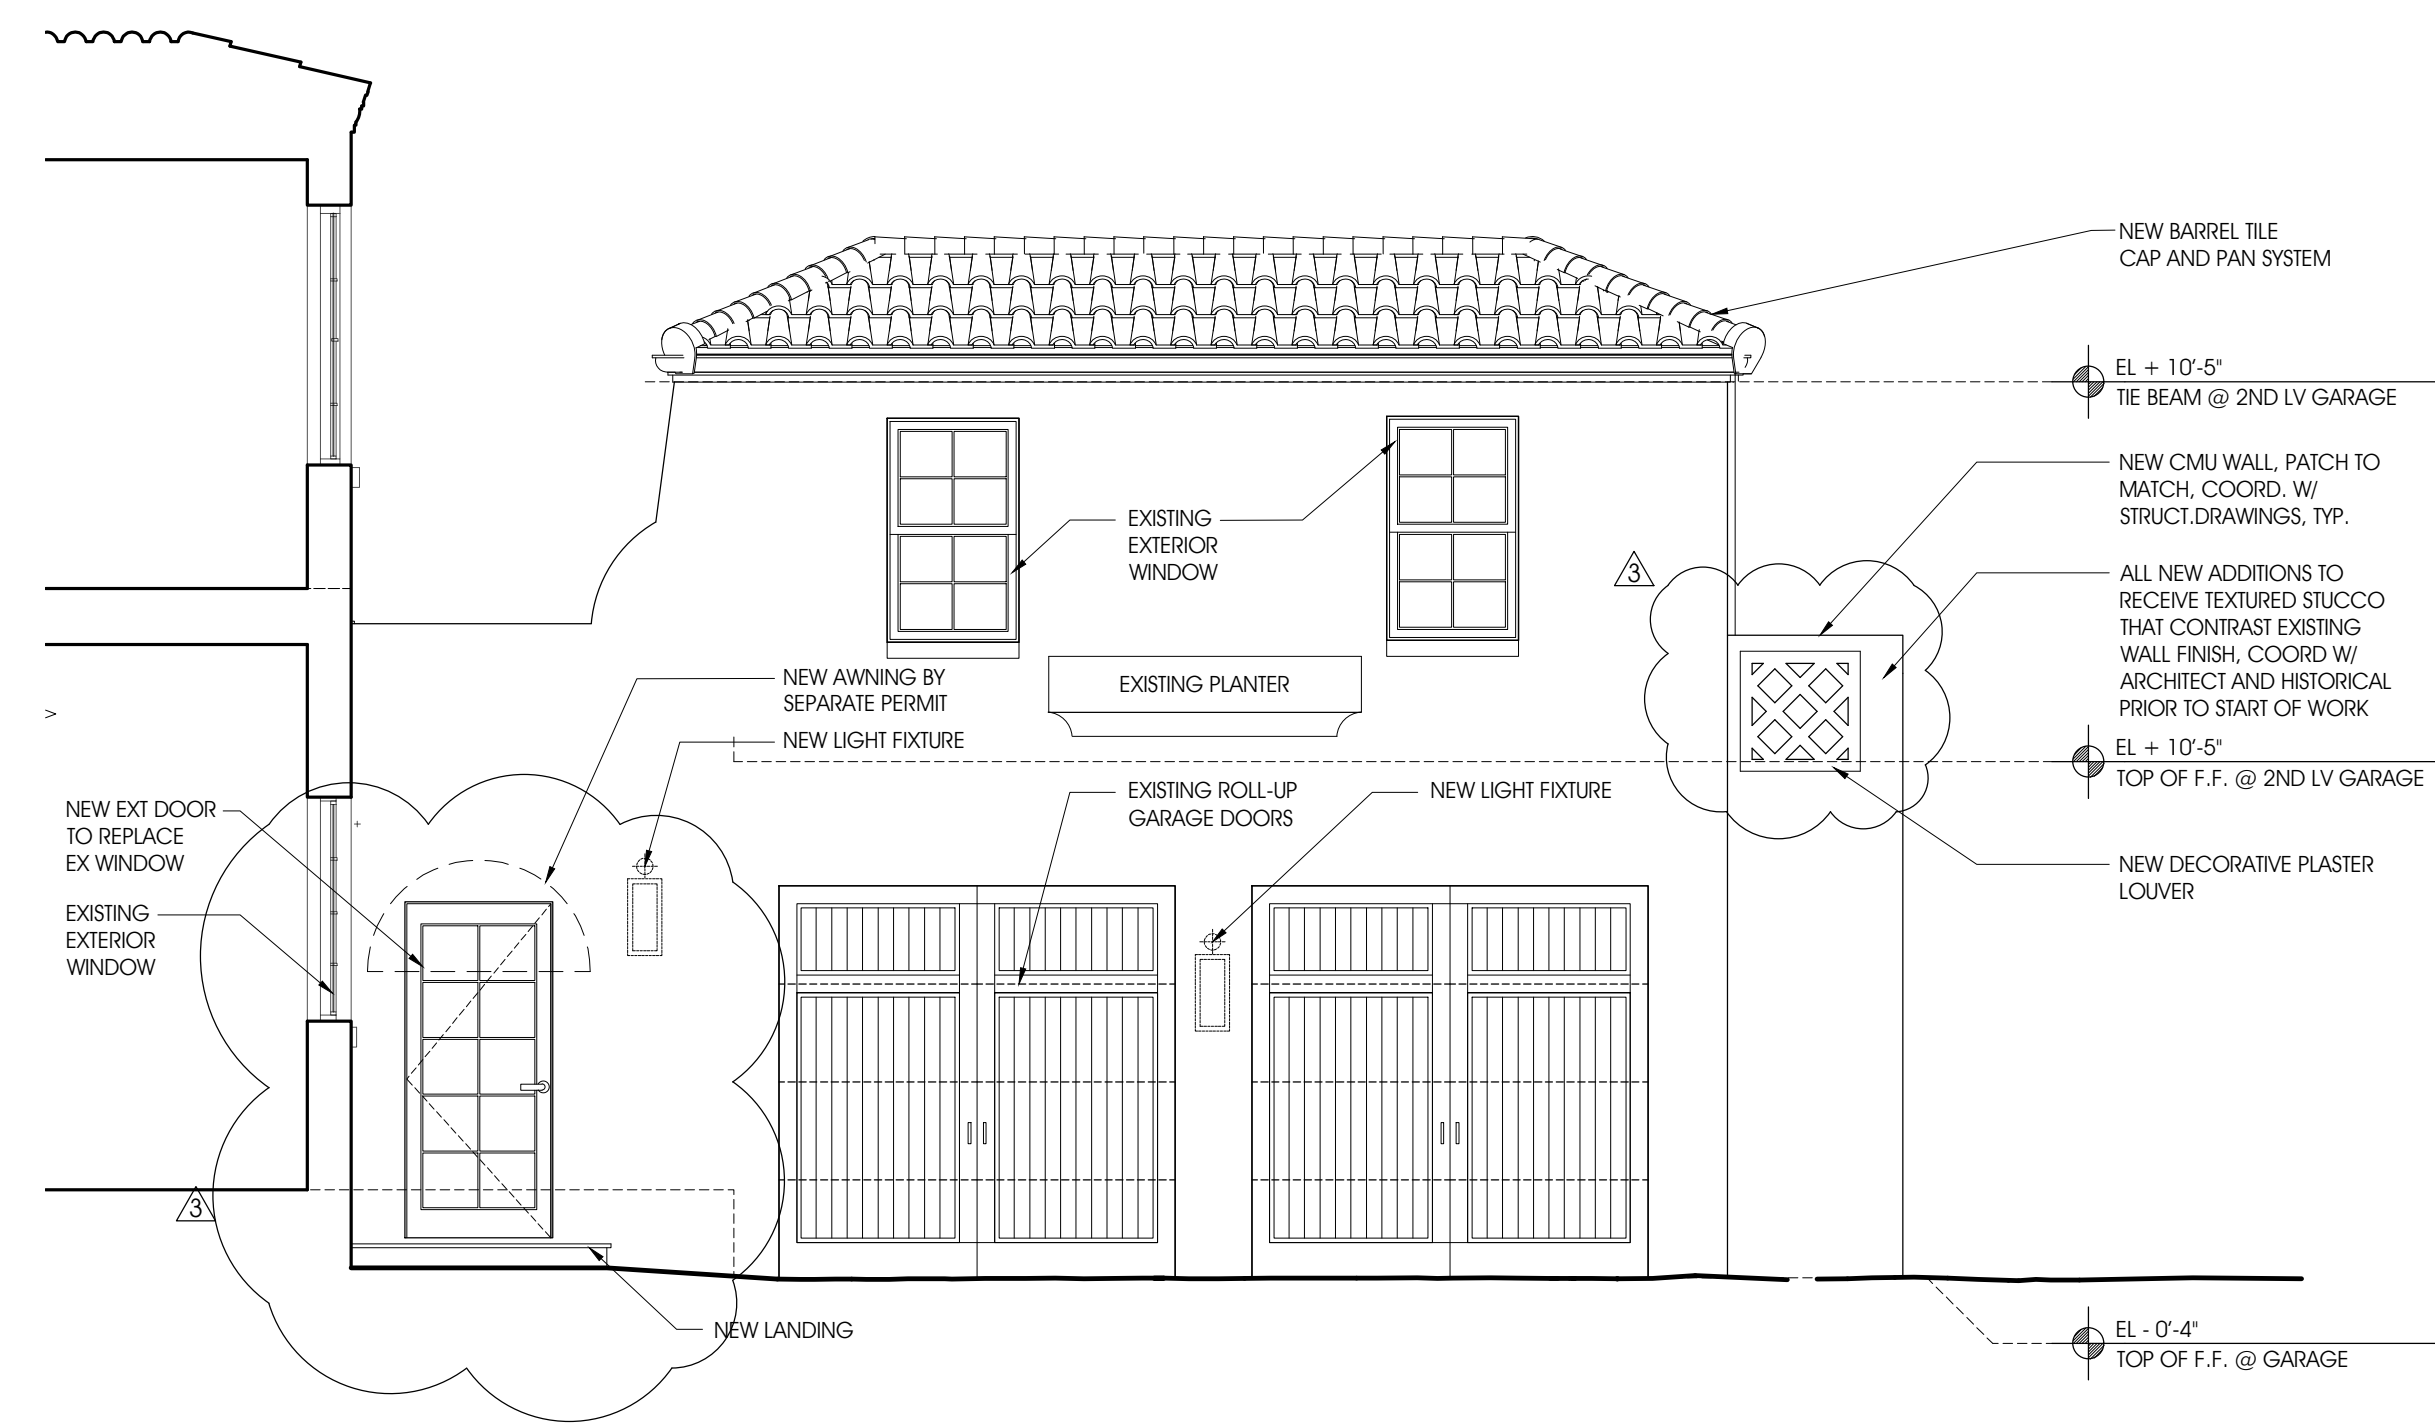 NEW BARREL TILE
CAP AND PAN SYSTEM
EL + 10'-5"
TIE BEAM @ 2ND LV GARAGE
NEW CMU WALL, PATCH TO
MATCH, COORD. W/
STRUCT.DRAWINGS, TYP.
EXISTING
EXTERIOR
WINDOW
3
ALL NEW ADDITIONS TO
RECEIVE TEXTURED STUCCO
THAT CONTRAST EXISTING
WALL FINISH, COORD W/
ARCHITECT AND HISTORICAL
PRIOR TO START OF WORK
NEW AWNING BY
SEPARATE PERMIT
EXISTING PLANTER
NEW LIGHT FIXTURE
EL + 10'-5"
TOP OF F.F. @ 2ND LV GARAGE
NEW EXT DOOR
TO REPLACE
EX WINDOW
EXISTING ROLL-UP
GARAGE DOORS
NEW LIGHT FIXTURE
NEW DECORATIVE PLASTER
LOUVER
EXISTING
EXTERIOR
WINDOW
3
NEW LANDING
EL - 0'-4"
TOP OF F.F. @ GARAGE